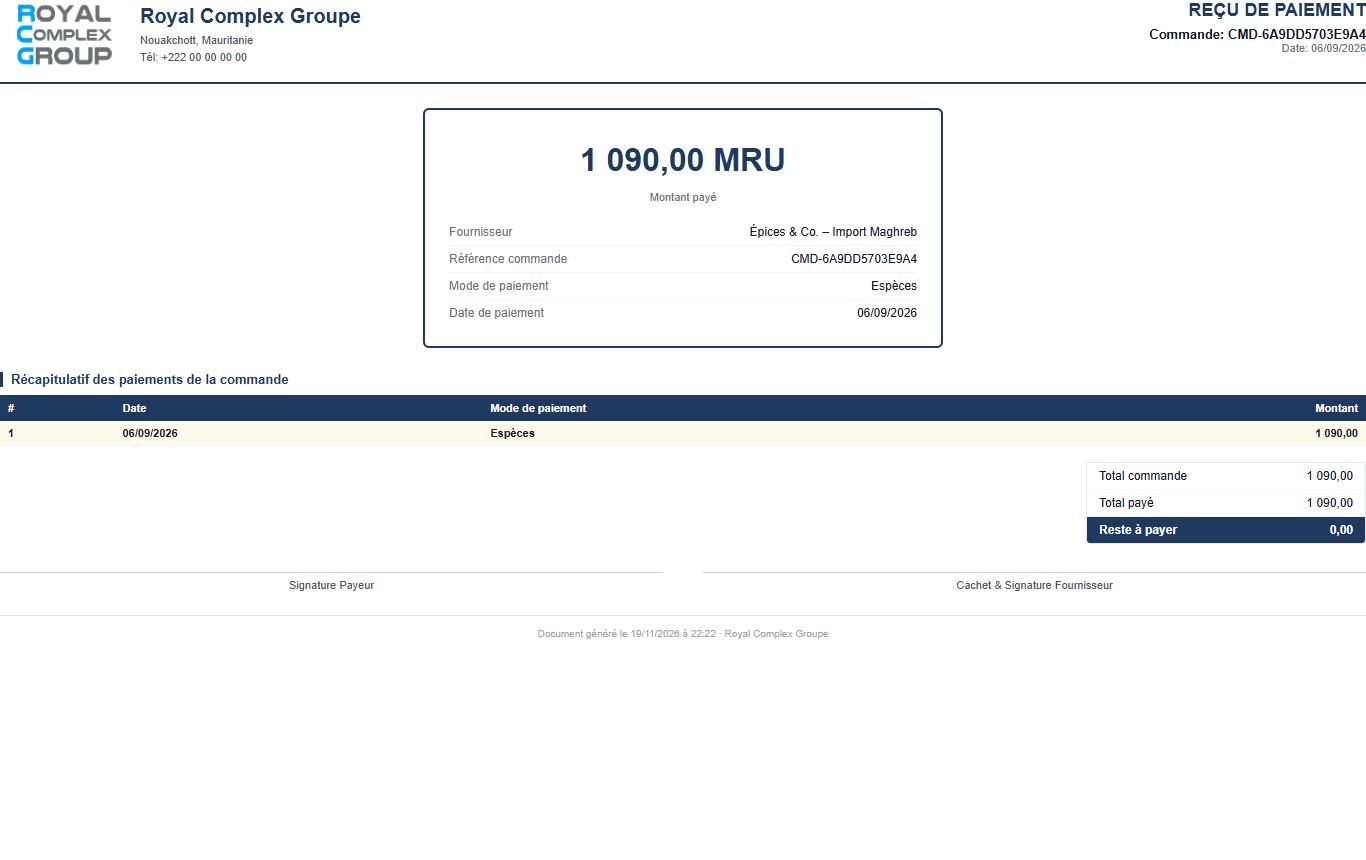 ROYAL
COMPLEX
GROUP
Royal Complex Groupe
Nouakchott, Mauritanie
Tél: +222 00 00 00 00
REÇU DE PAIEMENT
Commande: CMD-6A9DD5703E9A4
Date: 06/09/2026
1 090,00 MRU
Montant payé
Fournisseur Épices & Co. – Import Maghreb
Référence commande CMD-6A9DD5703E9A4
Mode de paiement Espèces
Date de paiement 06/09/2026
Récapitulatif des paiements de la commande
# Date Mode de paiement Montant
1 06/09/2026 Espèces 1 090,00
Total commande 1 090,00
Total payé 1 090,00
Reste à payer 0,00
Signature Payeur Cachet & Signature Fournisseur
Document généré le 19/11/2026 à 22:22 · Royal Complex Groupe